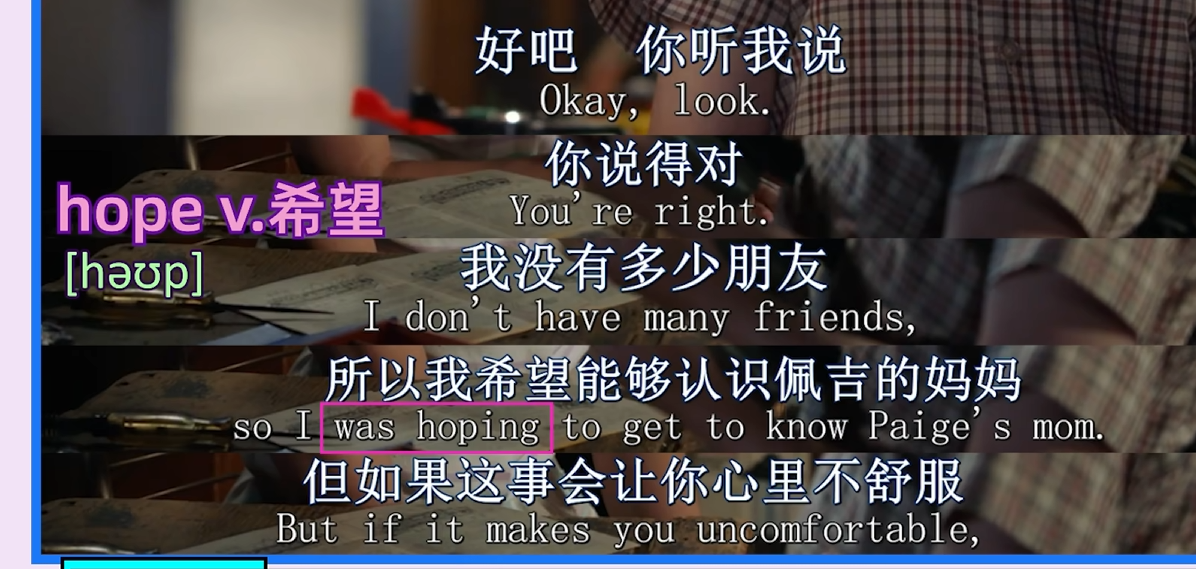 好吧 你听我说
Okay, look.
你说得对
You're right.
hope v.希望
[həʊp]
我没有多少朋友
I don't have many friends,
所以我希望能够认识佩吉的妈妈
so I was hoping to get to know Paige's mom.
但如果这事会让你心里不舒服
But if it makes you uncomfortable,